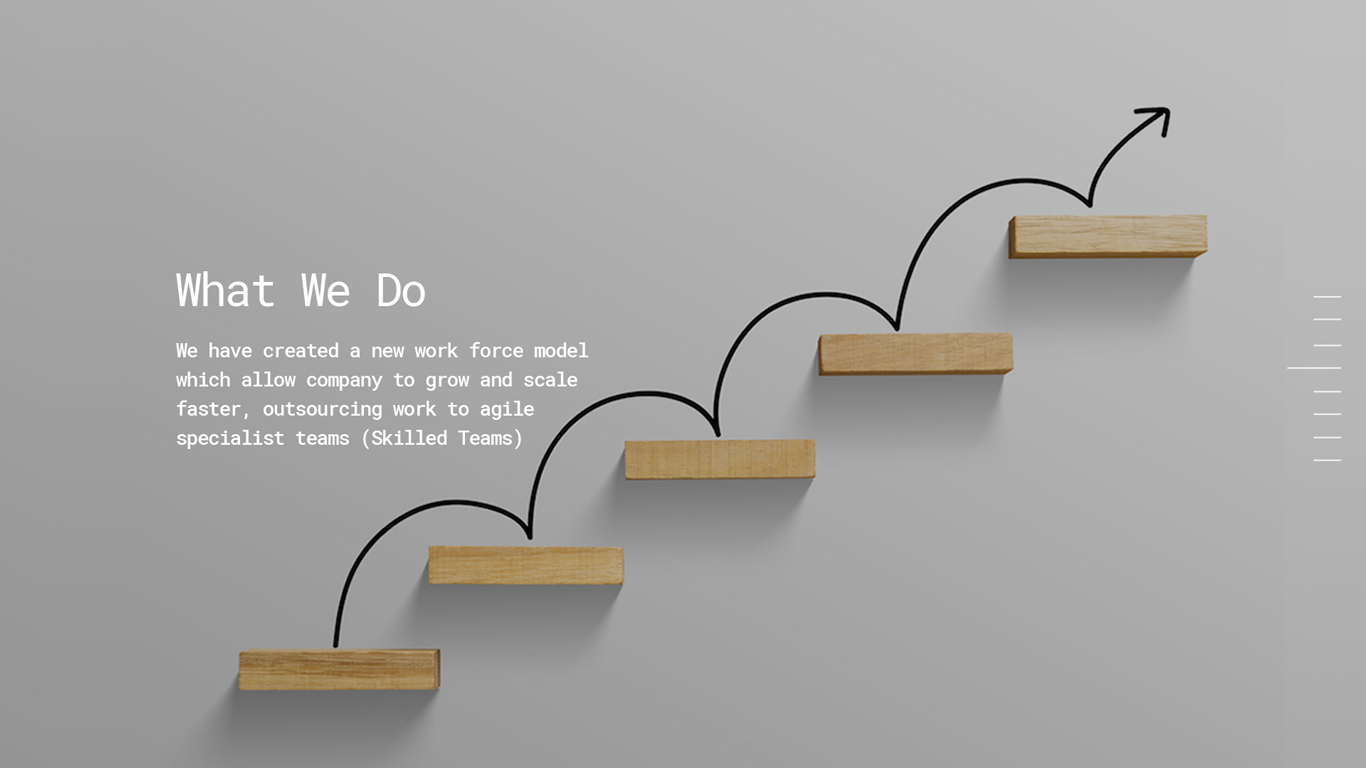 What We Do
We have created a new work force model
which allow company to grow and scale
faster, outsourcing work to agile
specialist teams (Skilled Teams)